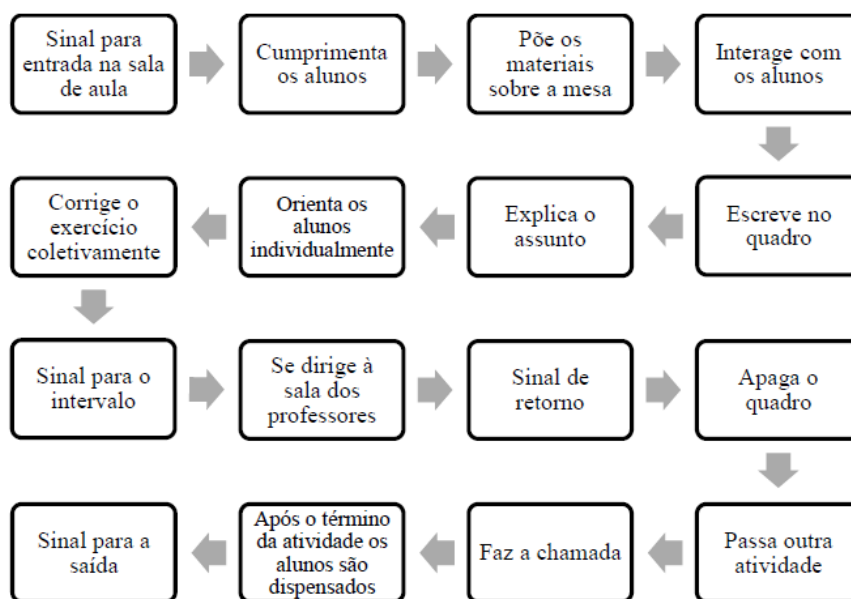 Sinal para
entrada na sala
de aula
Cumprimenta
os alunos
Põe os
materiais
sobre a mesa
Interage com
os alunos
Escreve no
quadro
Explica o
assunto
Orienta os
alunos
individualmente
Corrige o
exercício
coletivamente
Sinal para o
intervalo
Se dirige à
sala dos
professores
Sinal de
retorno
Apaga o
quadro
Passa outra
atividade
Faz a chamada
Após o término
da atividade os
alunos são
dispensados
Sinal para a
saída